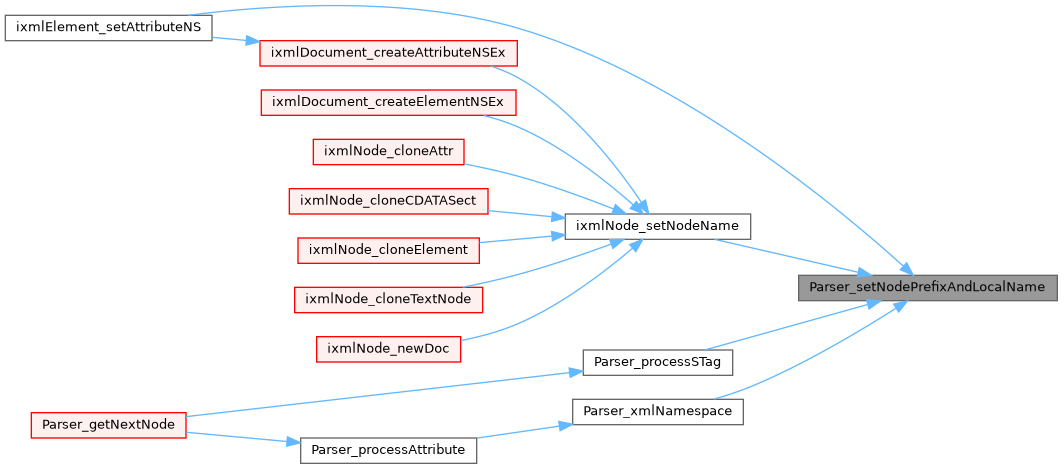 ixmlElement_setAttributeNS
ixmlDocument_createAttributeNSEx
ixmlDocument_createElementNSEx
ixmlNode_cloneAttr
ixmlNode_cloneCDATASect
ixmlNode_setNodeName
ixmlNode_cloneElement
Parser_setNodePrefixAndLocalName
ixmlNode_cloneTextNode
ixmlNode_newDoc
Parser_processSTag
Parser_xmlNamespace
Parser_getNextNode
Parser_processAttribute